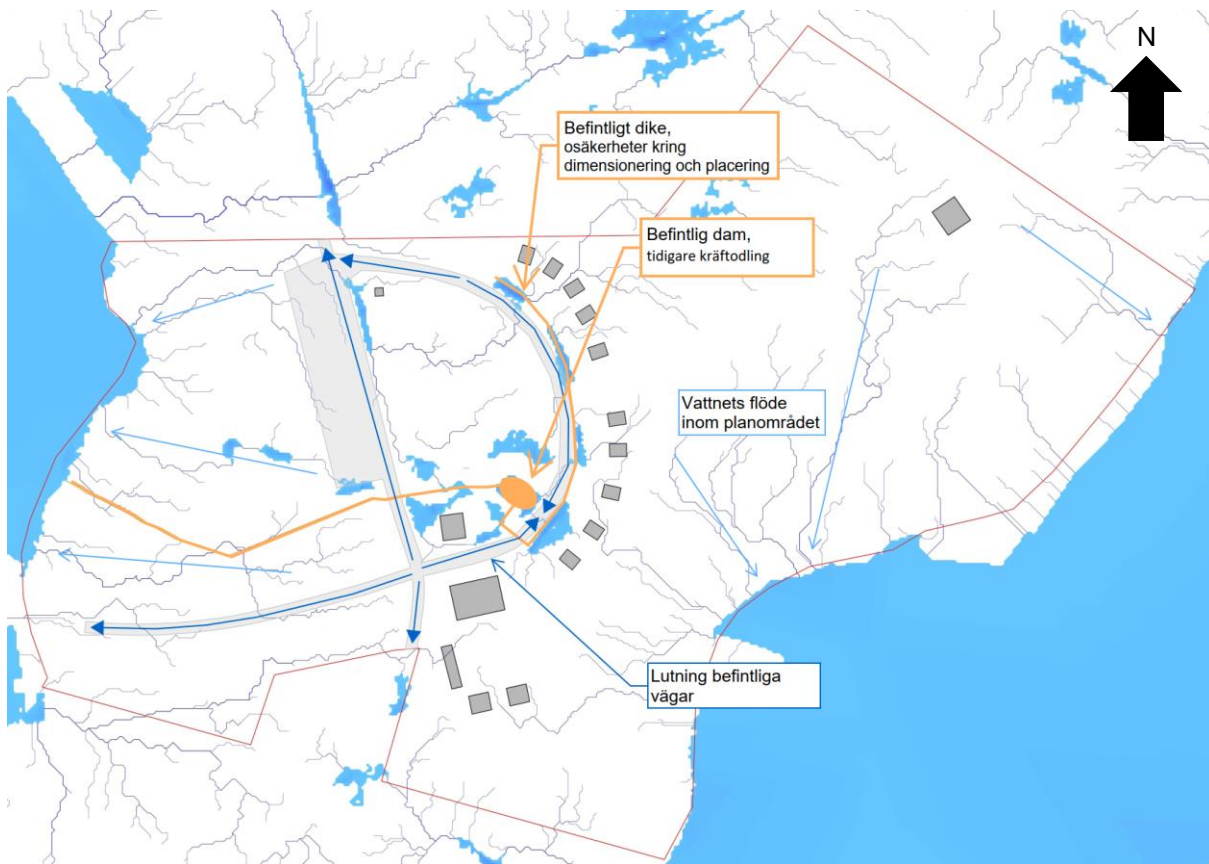 N
Befintligt dike,
osäkerheter kring
dimensionering och placering
Befintlig dam,
tidigare kräftodling
Vattnets flöde
inom planområdet
Lutning befintliga
vägar